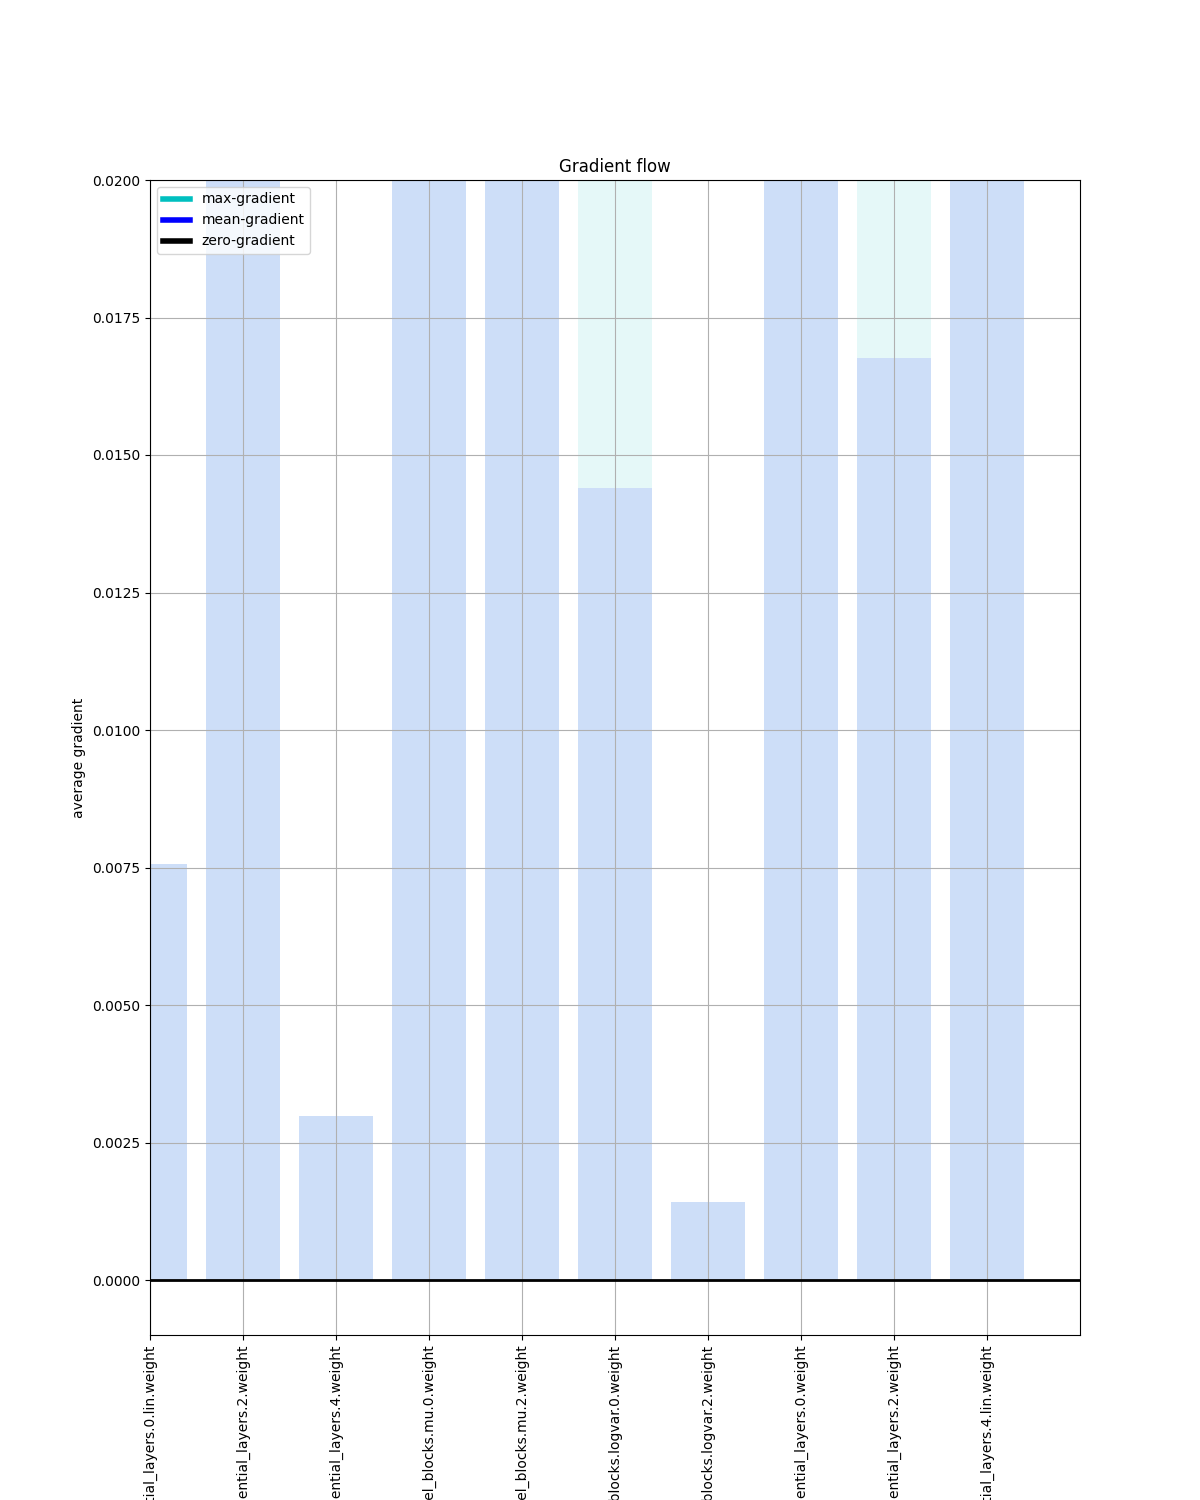 Gradient flow
max-gradient
mean-gradient
zero-gradient
0.0200
0.0175
0.0150
0.0125
0.0100
0.0075
0.0050
0.0025
0.0000
average gradient
tial_layers.0.lin.weight
ential_layers.2.weight
ential_layers.4.weight
el_blocks.mu.0.weight
el_blocks.mu.2.weight
blocks.logvar.0.weight
blocks.logvar.2.weight
ential_layers.0.weight
ential_layers.2.weight
tial_layers.4.lin.weight